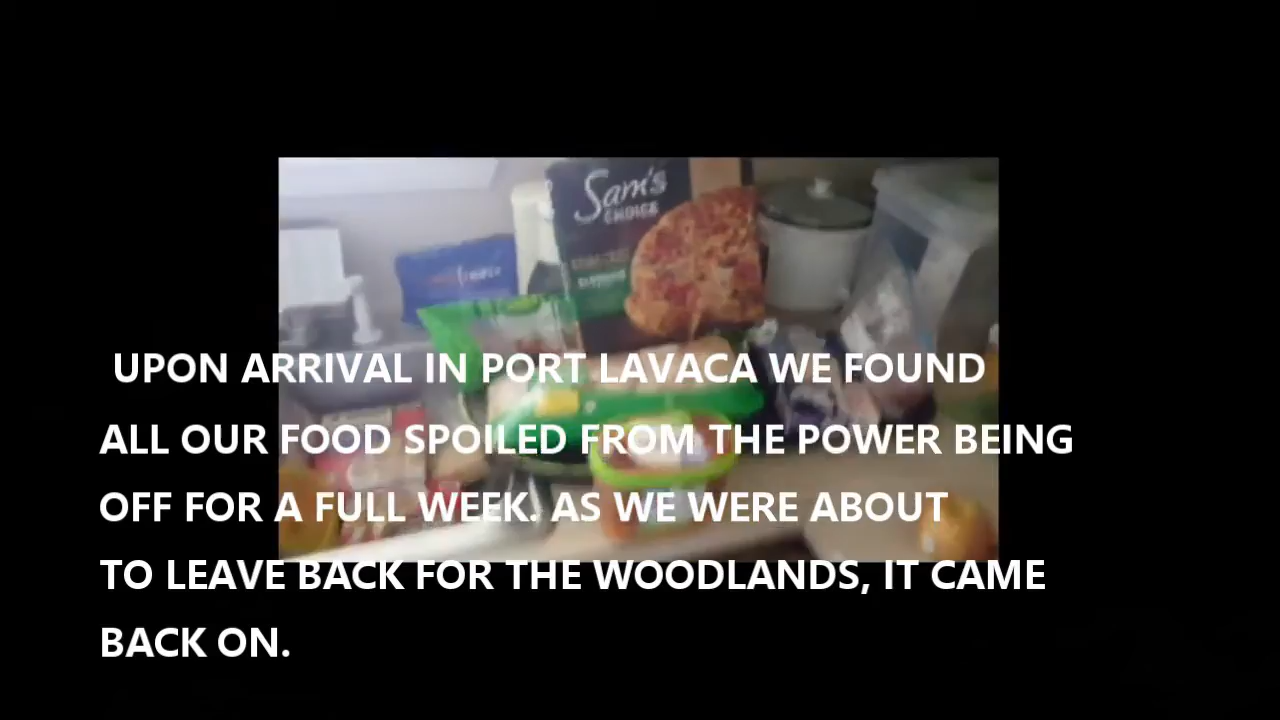 Sam's
CHOICE
UPON ARRIVAL IN PORT LAVACA WE FOUND
ALL OUR FOOD SPOILED FROM THE POWER BEING
OFF FOR A FULL WEEK. AS WE WERE ABOUT
TO LEAVE BACK FOR THE WOODLANDS, IT CAME
BACK ON.